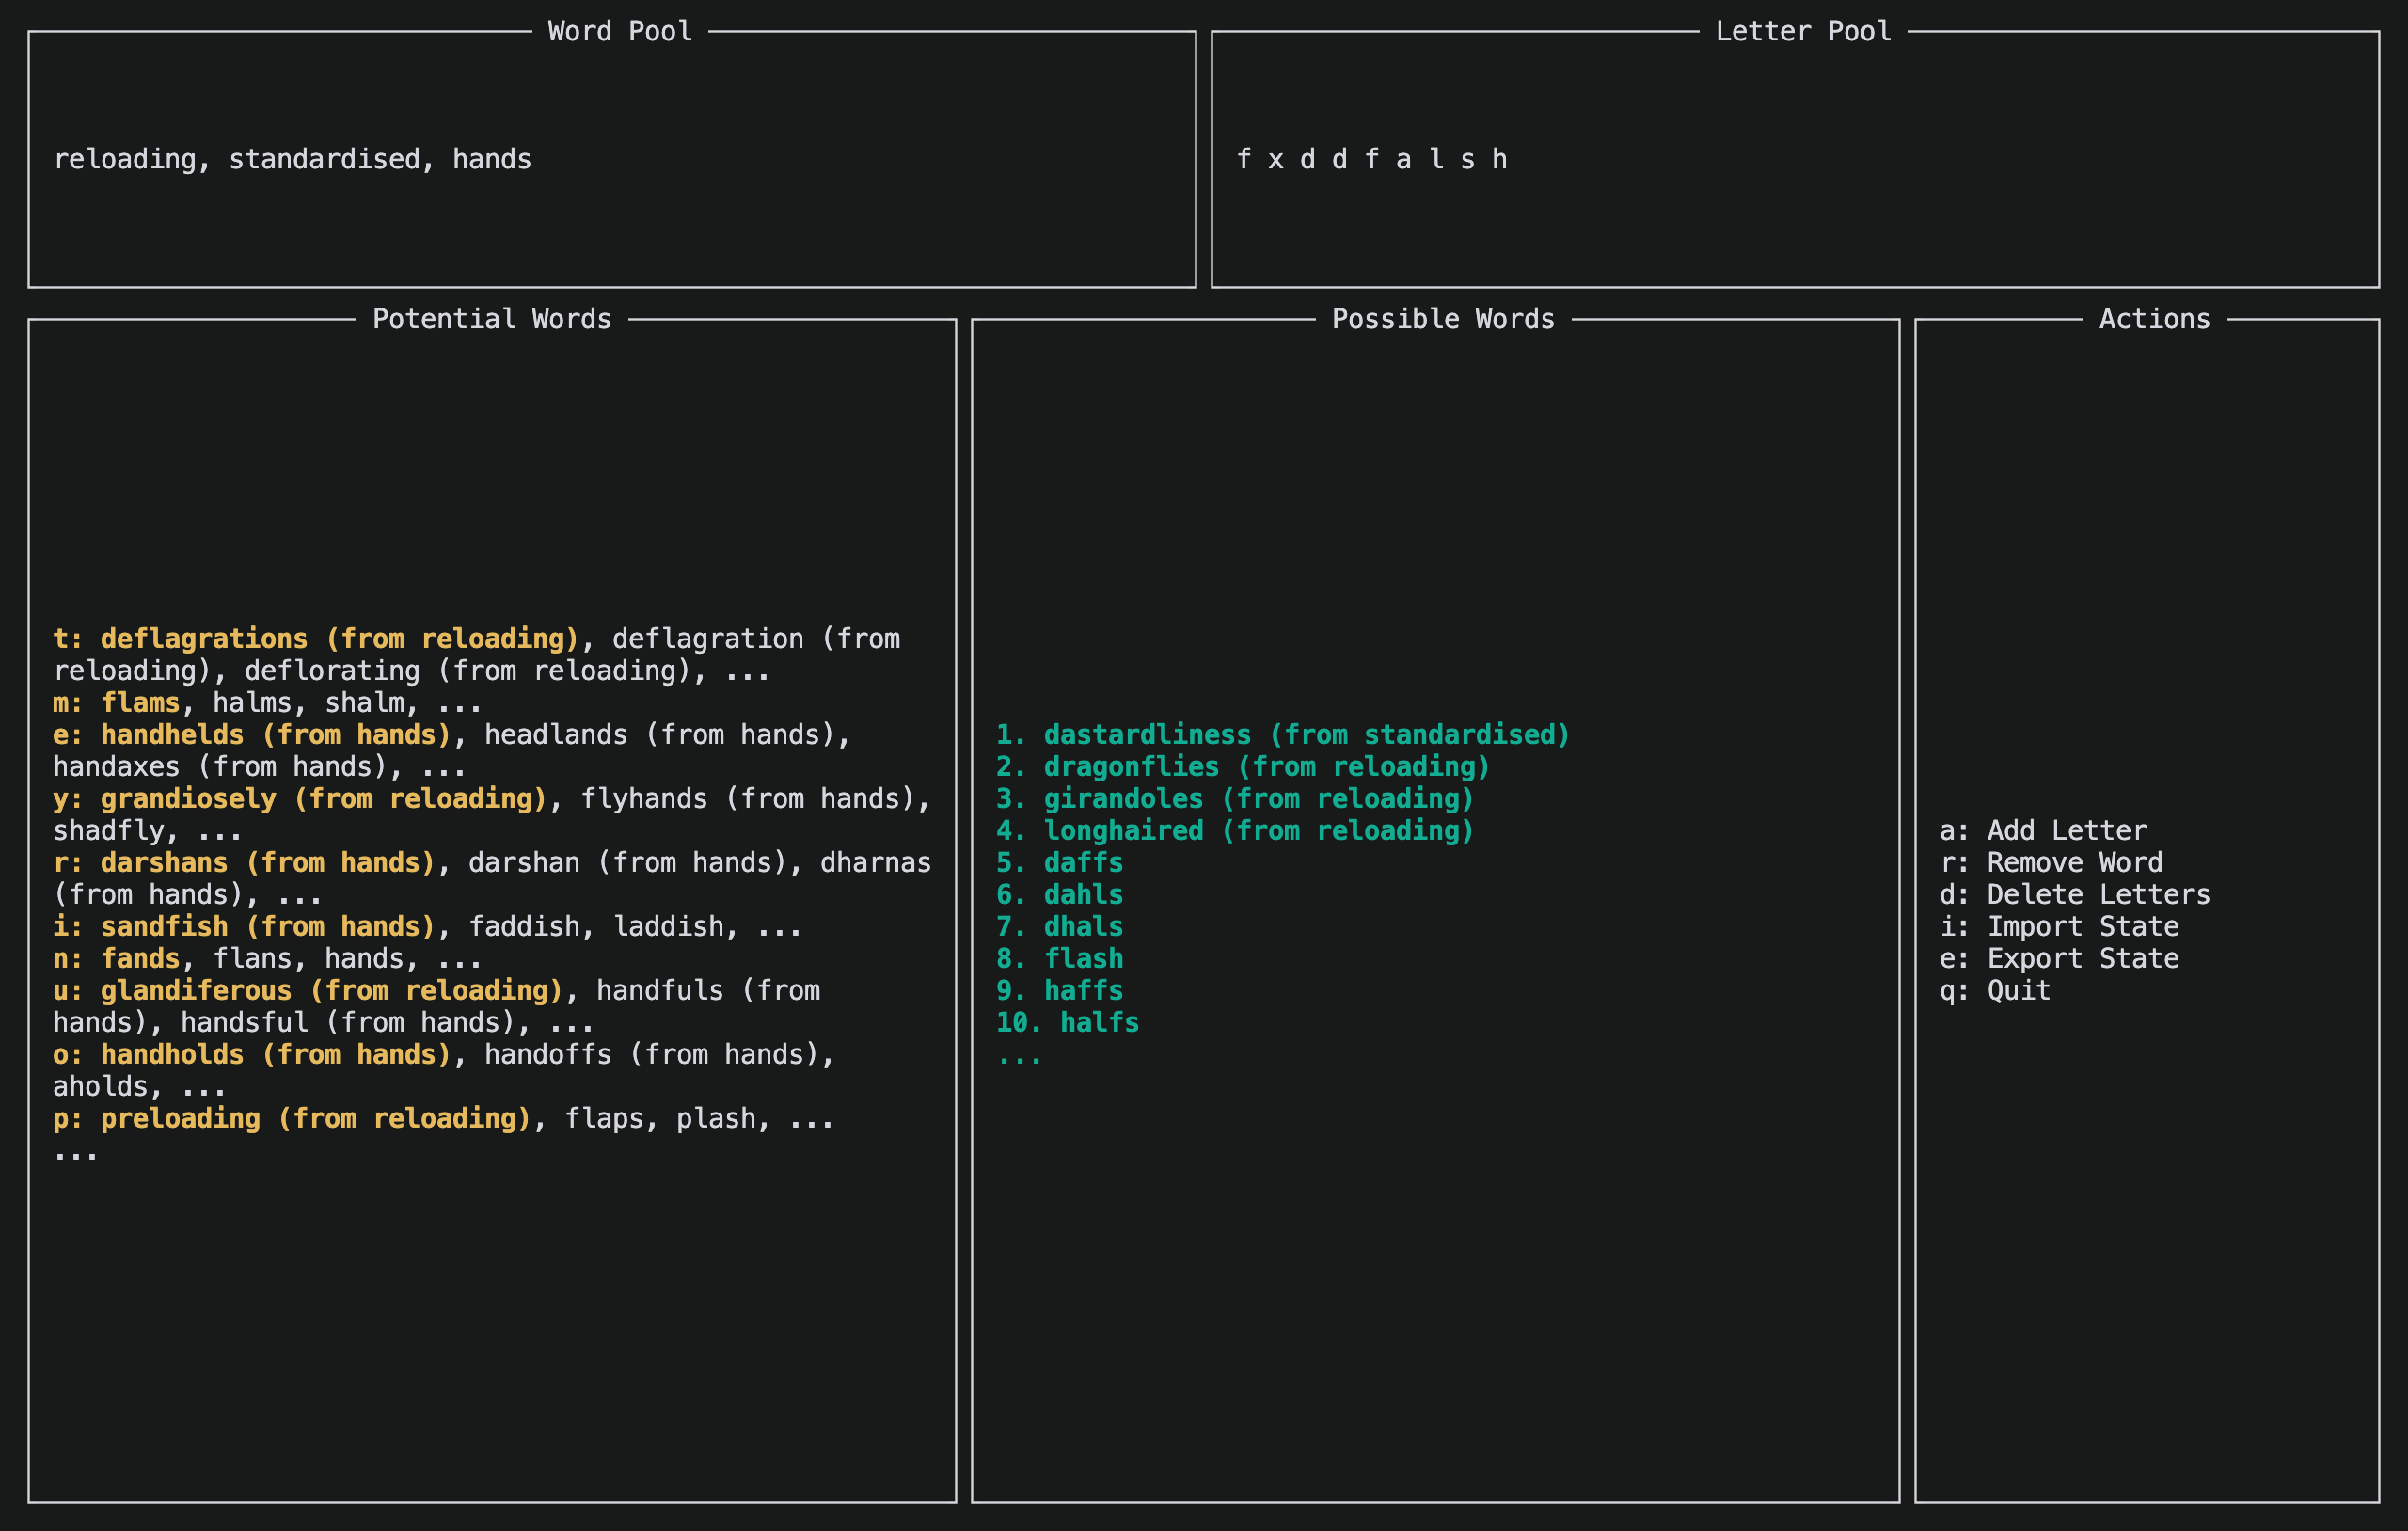 Word Pool
reloading, standardised, hands
Letter Pool
f x d d f a l s h
Potential Words
t: deflagrations (from reloading), deflagration (from
reloading), deflorating (from reloading), ...
m: flams, halms, shalm, ...
e: handhelds (from hands), headlands (from hands),
handaxes (from hands), ...
y: grandiosely (from reloading), flyhands (from hands),
shadfly, ...
r: darshans (from hands), darshan (from hands), dharnas
(from hands), ...
i: sandfish (from hands), faddish, laddish, ...
n: fands, flans, hands, ...
u: glandiferous (from reloading), handfuls (from
hands), handsful (from hands), ...
o: handholds (from hands), handoffs (from hands),
aholds, ...
p: preloading (from reloading), flaps, plash, ...
...
Possible Words
1. dastardliness (from standardised)
2. dragonflies (from reloading)
3. girandoles (from reloading)
4. longhaired (from reloading)
5. daffs
6. dahls
7. dhals
8. flash
9. haffs
10. halfs
...
Actions
a: Add Letter
r: Remove Word
d: Delete Letters
i: Import State
e: Export State
q: Quit